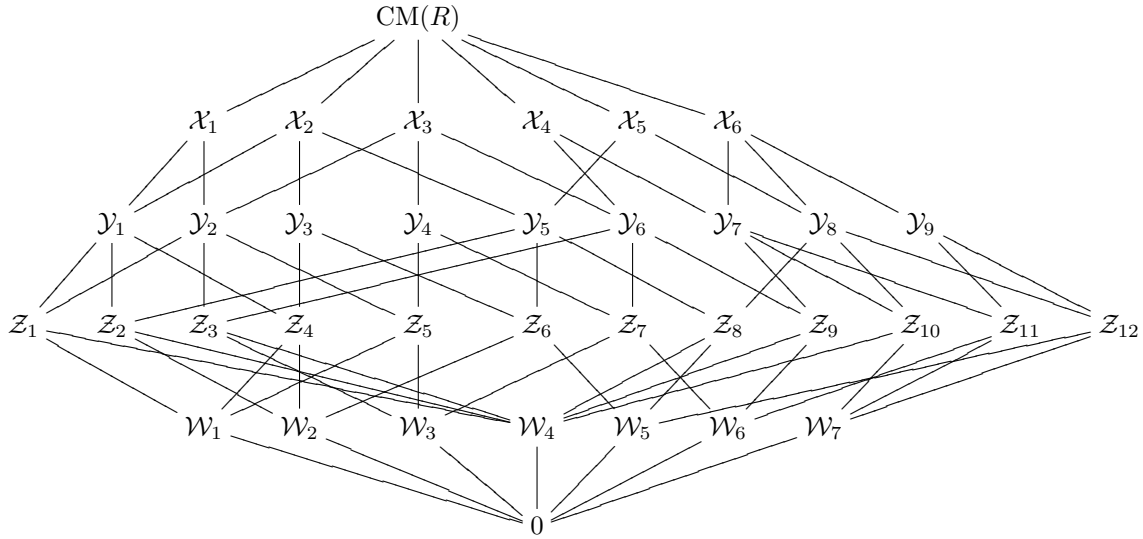 CM(R)
𝒳₁ 𝒳₂ 𝒳₃ 𝒳₄ 𝒳₅ 𝒳₆
𝒴₁ 𝒴₂ 𝒴₃ 𝒴₄ 𝒴₅ 𝒴₆ 𝒴₇ 𝒴₈ 𝒴₉
𝒵₁ 𝒵₂ 𝒵₃ 𝒵₄ 𝒵₅ 𝒵₆ 𝒵₇ 𝒵₈ 𝒵₉ 𝒵₁₀ 𝒵₁₁ 𝒵₁₂
𝒲₁ 𝒲₂ 𝒲₃ 𝒲₄ 𝒲₅ 𝒲₆ 𝒲₇
0